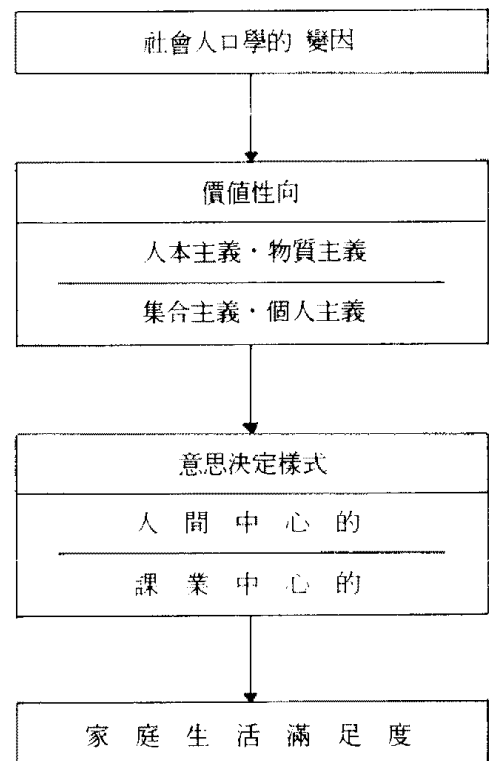 社會人口學的 變因
價値性向
人本主義·物質主義
集合主義·個人主義
意思決定樣式
人間中心的
課業中心的
家庭生活滿足度